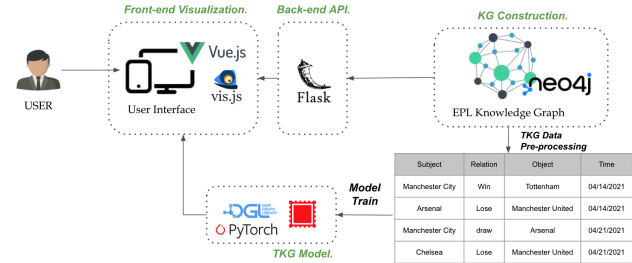 Front-end Visualization.
Back-end API.
KG Construction.
Vue.js
vis.js
User Interface
USER
Flask
neo4j
EPL Knowledge Graph
TKG Data
Pre-processing
Subject Relation Object Time
Manchester City Win Tottenham 04/14/2021
Arsenal Lose Manchester United 04/14/2021
Manchester City draw Arsenal 04/21/2021
Chelsea Lose Manchester United 04/21/2021
Model
Train
DGL DEEP GRAPH LIBRARY
PyTorch
TKG Model.